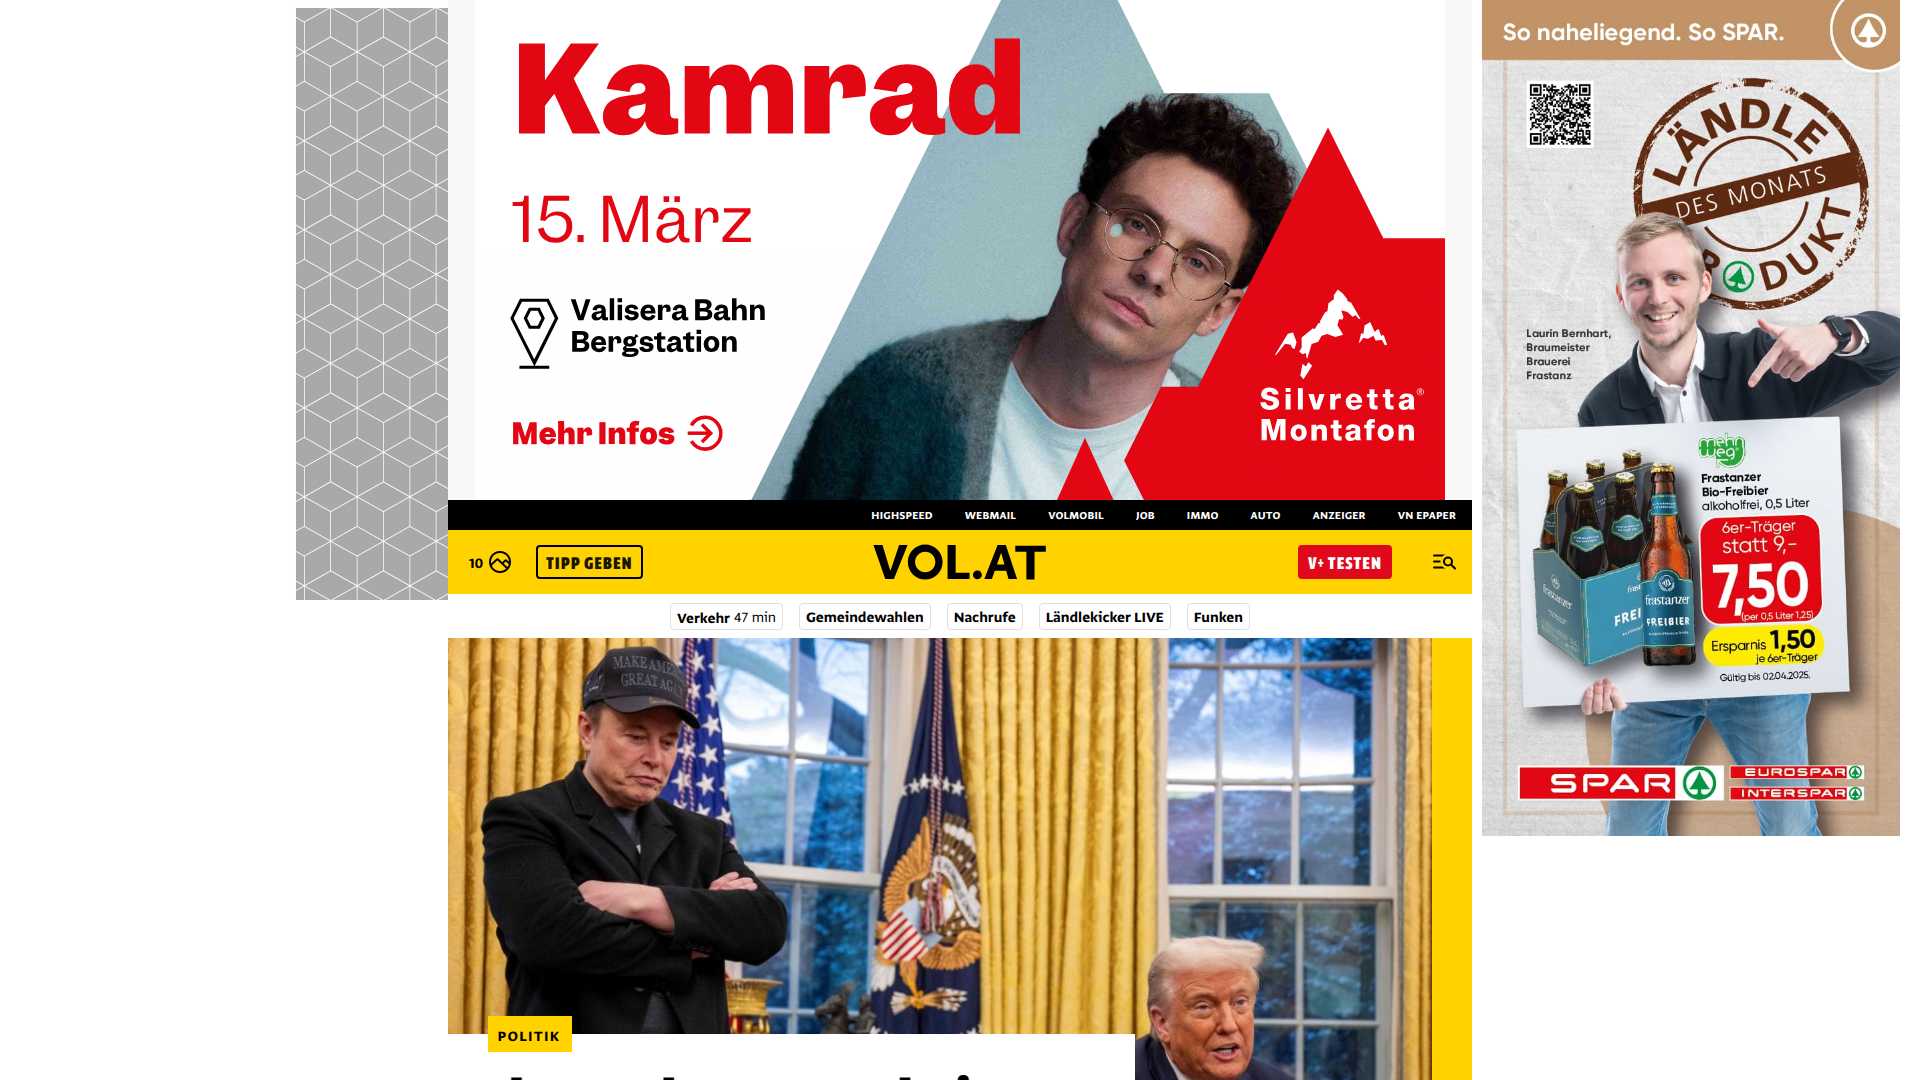 Kamrad
15. März
Valisera Bahn
Bergstation
Mehr Infos
Silvretta®
Montafon
So naheliegend. So SPAR.
LÄNDLE
DES MONATS
PRODUKT
Laurin Bernhart,
Braumeister
Brauerei
Frastanz
mehr
weg
Frastanzer
Bio-Freibier
alkoholfrei, 0,5 Liter
6er-Träger
statt 9,–
7,50
(per 0,5 Liter 1,25)
Ersparnis 1,50
je 6er-Träger
Gültig bis 02.04.2025.
frastanzer
frastanzer
FREIBIER
SPAR
EUROSPAR
INTERSPAR
HIGHSPEED WEBMAIL VOLMOBIL JOB IMMO AUTO ANZEIGER VN EPAPER
10 TIPP GEBEN VOL.AT V+ TESTEN
Verkehr 47 min Gemeindewahlen Nachrufe Ländlekicker LIVE Funken
MAKE AME
GREAT AGA
POLITIK